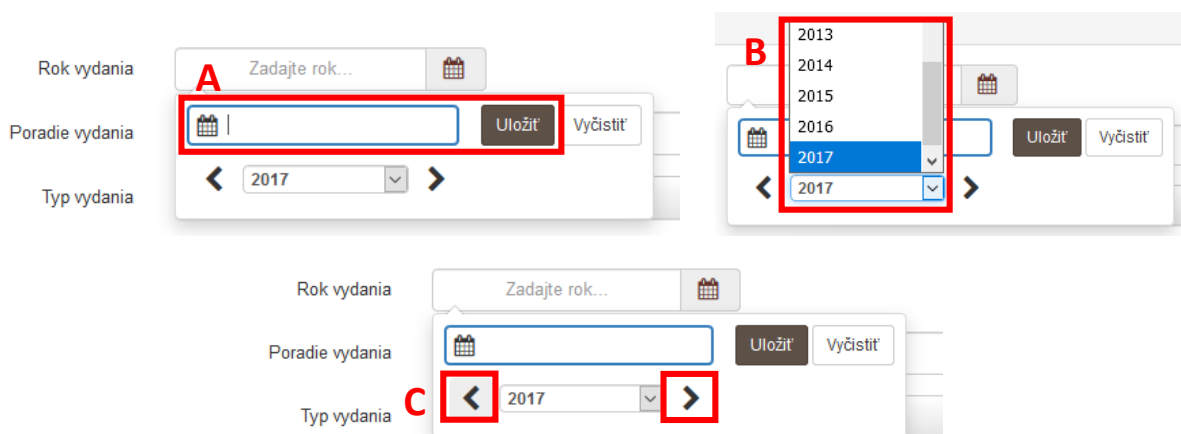 Rok vydania
Zadajte rok...
A
Uložiť
Vyčistiť
Poradie vydania
2017
Typ vydania
B
2013
2014
2015
2016
2017
Uložiť
Vyčistiť
2017
Rok vydania
Zadajte rok...
Uložiť
Vyčistiť
Poradie vydania
C
2017
Typ vydania